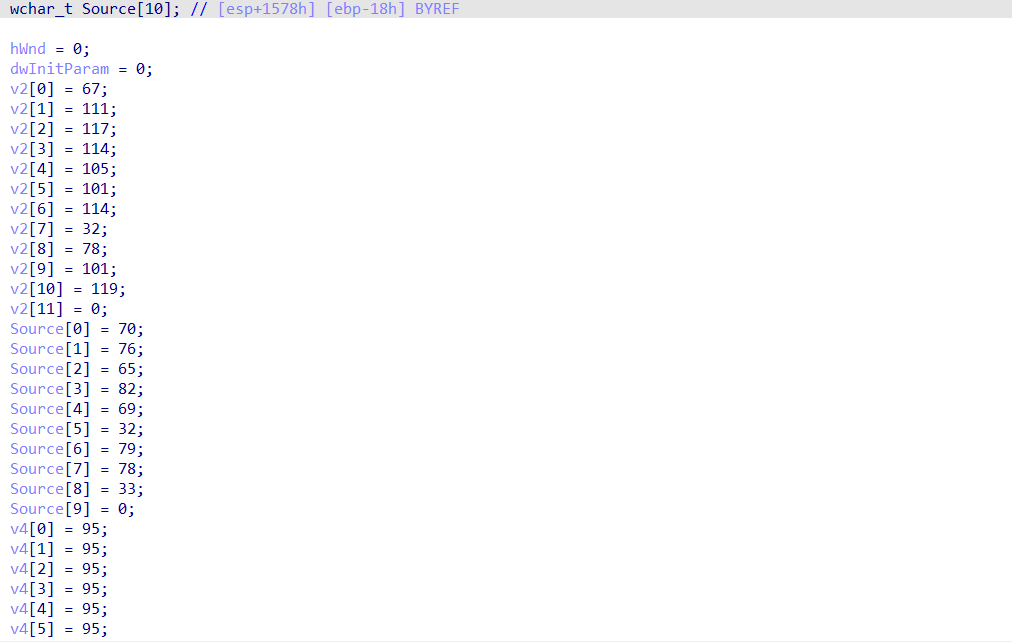 wchar_t Source[10]; // [esp+1578h] [ebp-18h] BYREF
hWnd = 0;
dwInitParam = 0;
v2[0] = 67;
v2[1] = 111;
v2[2] = 117;
v2[3] = 114;
v2[4] = 105;
v2[5] = 101;
v2[6] = 114;
v2[7] = 32;
v2[8] = 78;
v2[9] = 101;
v2[10] = 119;
v2[11] = 0;
Source[0] = 70;
Source[1] = 76;
Source[2] = 65;
Source[3] = 82;
Source[4] = 69;
Source[5] = 32;
Source[6] = 79;
Source[7] = 78;
Source[8] = 33;
Source[9] = 0;
v4[0] = 95;
v4[1] = 95;
v4[2] = 95;
v4[3] = 95;
v4[4] = 95;
v4[5] = 95;